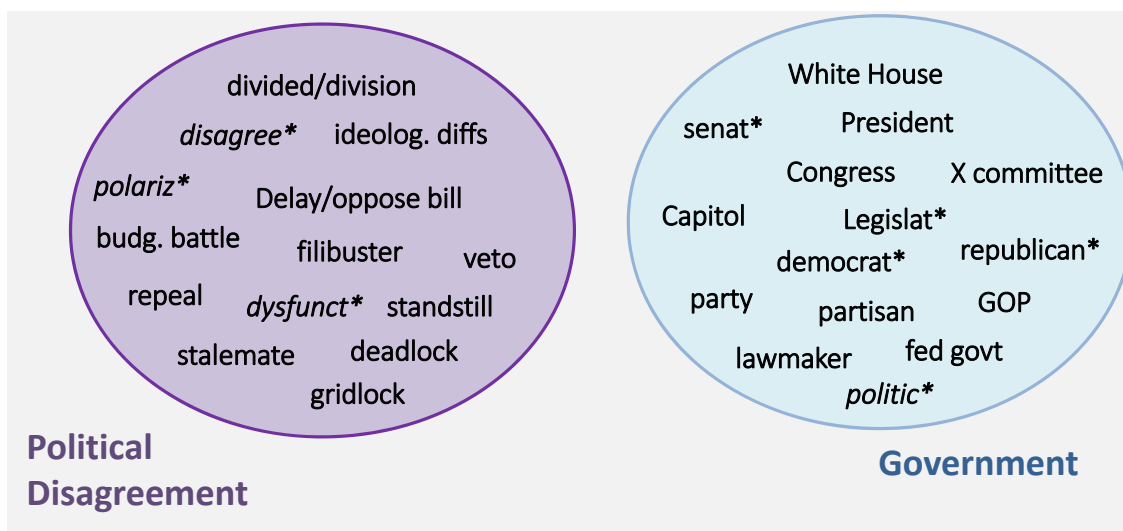 divided/division
disagree* ideolog. diffs
polariz*
Delay/oppose bill
budg. battle
filibuster
veto
repeal
dysfunct* standstill
stalemate
deadlock
gridlock
Political
Disagreement
White House
senat*
President
Congress
X committee
Capitol
Legislat*
democrat*
republican*
party
partisan
GOP
lawmaker
fed govt
politic*
Government